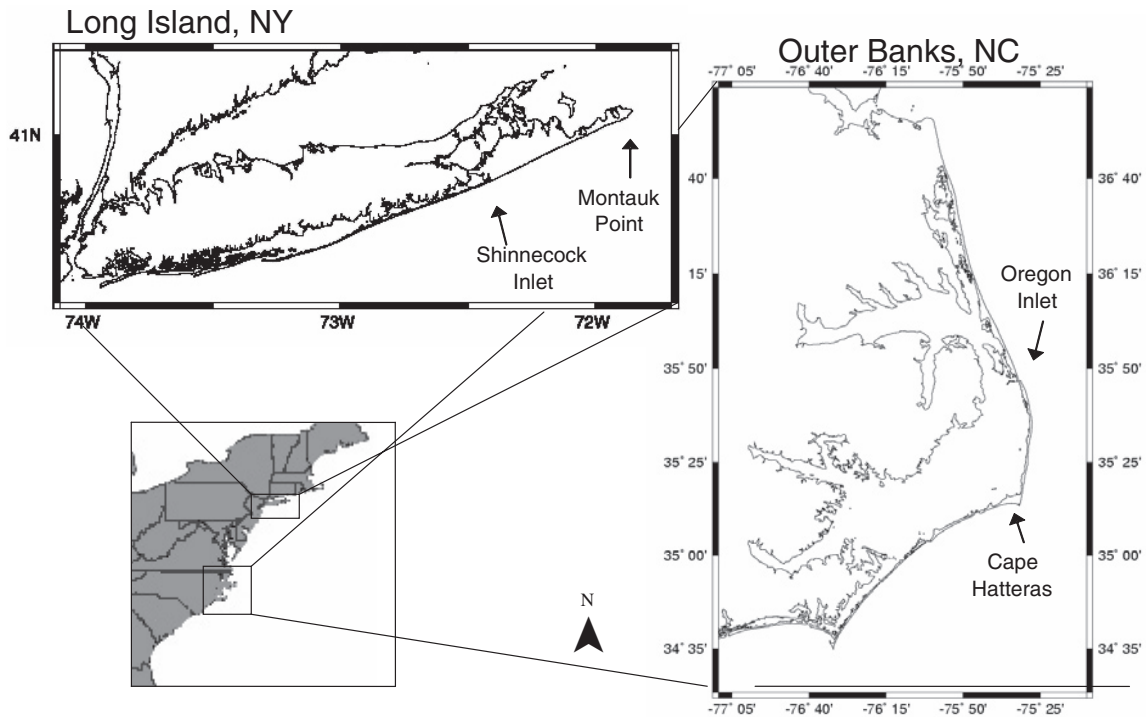 Long Island, NY
41N
Montauk
Point
Shinnecock
Inlet
74W
73W
72W
Outer Banks, NC
-77° 05' -76° 40' -76° 15' -75° 50' -75° 25'
40' 36° 40'
15' 36° 15'
Oregon
Inlet
35° 50' 35° 50'
35° 25' 35° 25'
35° 00' 35° 00'
Cape
Hatteras
34° 35' 34° 35'
-77° 05' -76° 40' -76° 15' -75° 50' -75° 25'
N